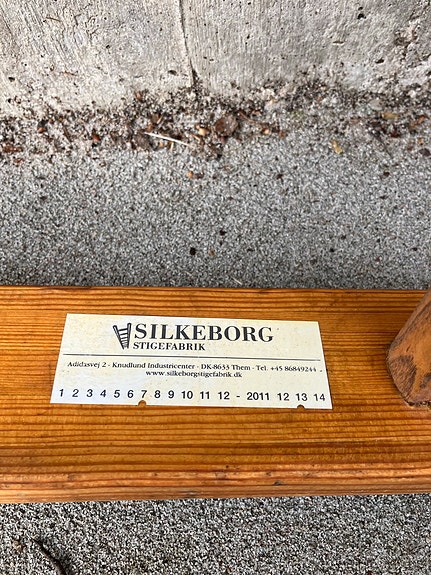 SILKEBORG
STIGEFABRIK
Adidasvej 2 · Knudlund Industricenter · DK-8633 Them · Tel. +45 86849244
www.silkeborgstigefabrik.dk
1 2 3 4 5 6 7 8 9 10 11 12 - 2011 12 13 14